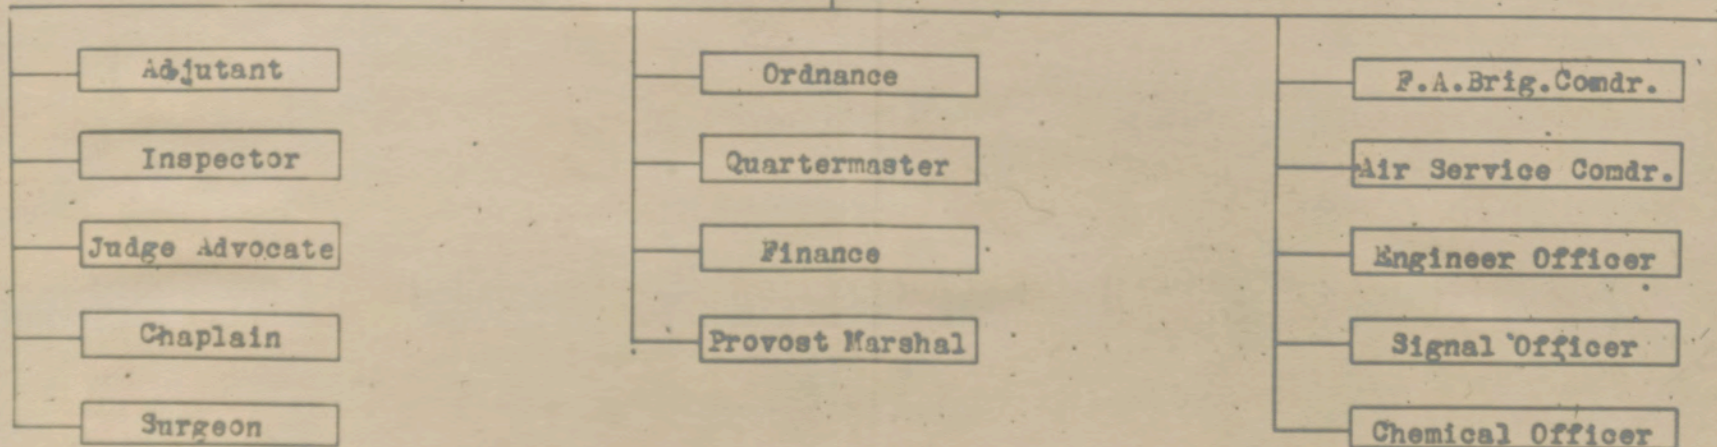 Adjutant
Inspector
Judge Advocate
Chaplain
Surgeon
Ordnance
Quartermaster
Finance
Provost Marshal
F.A.Brig.Comdr.
Air Service Comdr.
Engineer Officer
Signal Officer
Chemical Officer